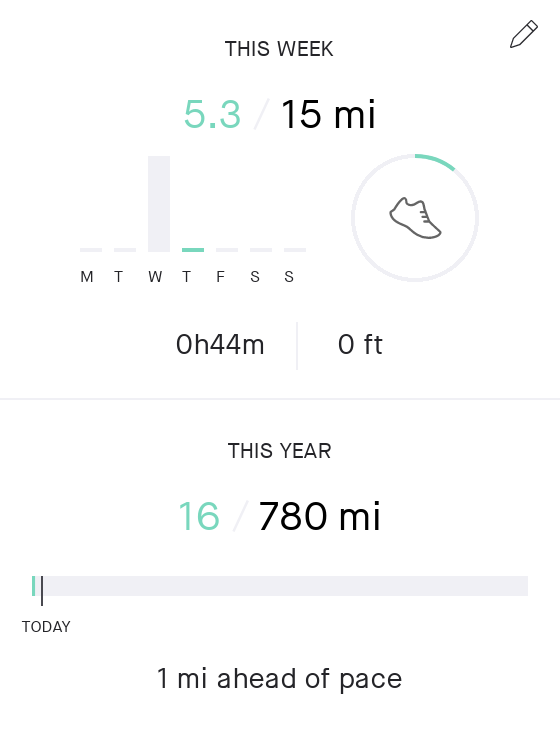 THIS WEEK
5.3 / 15 mi
M T W T F S S
0h44m 0 ft
THIS YEAR
16 / 780 mi
TODAY
1 mi ahead of pace